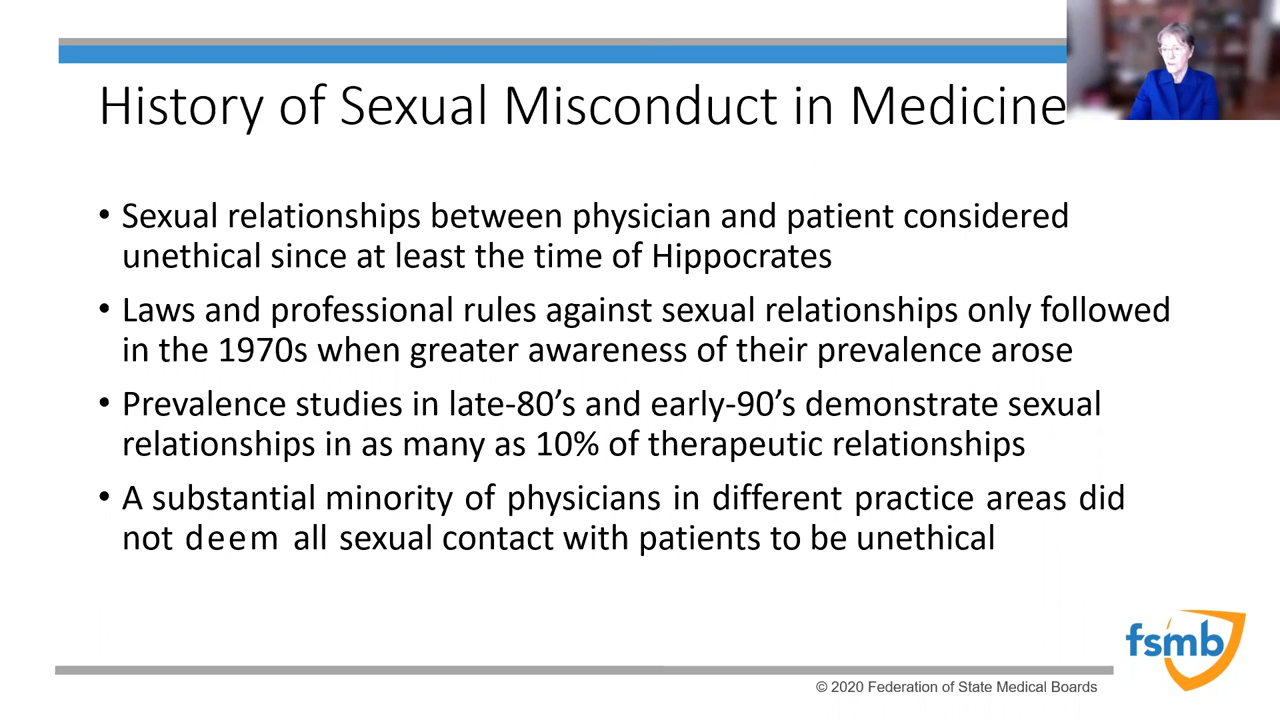 History of Sexual Misconduct in Medicine
• Sexual relationships between physician and patient considered
unethical since at least the time of Hippocrates
• Laws and professional rules against sexual relationships only followed
in the 1970s when greater awareness of their prevalence arose
• Prevalence studies in late-80’s and early-90’s demonstrate sexual
relationships in as many as 10% of therapeutic relationships
• A substantial minority of physicians in different practice areas did
not deem all sexual contact with patients to be unethical
fsmb
© 2020 Federation of State Medical Boards